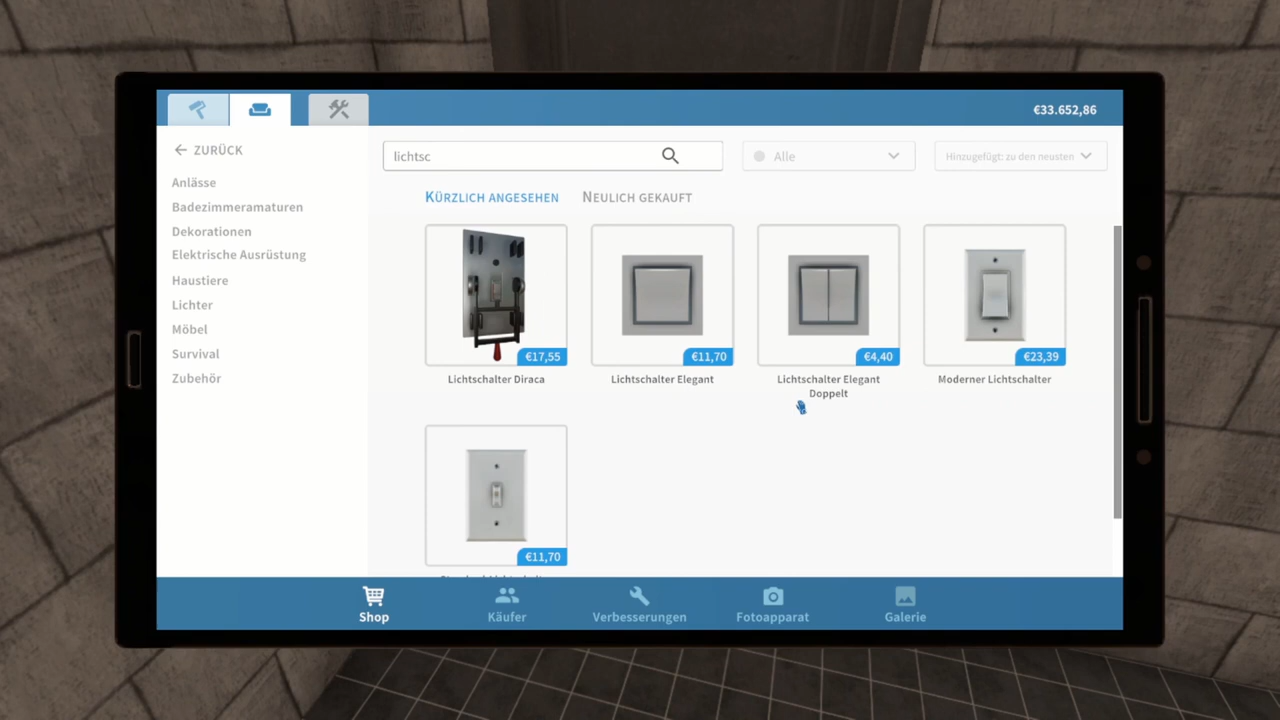 €33.652,86
ZURÜCK
lichtsc
Alle
Hinzugefügt: zu den neusten
Anlässe
Badezimmeramaturen
Dekorationen
Elektrische Ausrüstung
Haustiere
Lichter
Möbel
Survival
Zubehör
KÜRZLICH ANGESEHEN
NEULICH GEKAUFT
€17,55
€11,70
€4,40
€23,39
Lichtschalter Diraca
Lichtschalter Elegant
Lichtschalter Elegant
Doppelt
Moderner Lichtschalter
€11,70
Shop
Käufer
Verbesserungen
Fotoapparat
Galerie